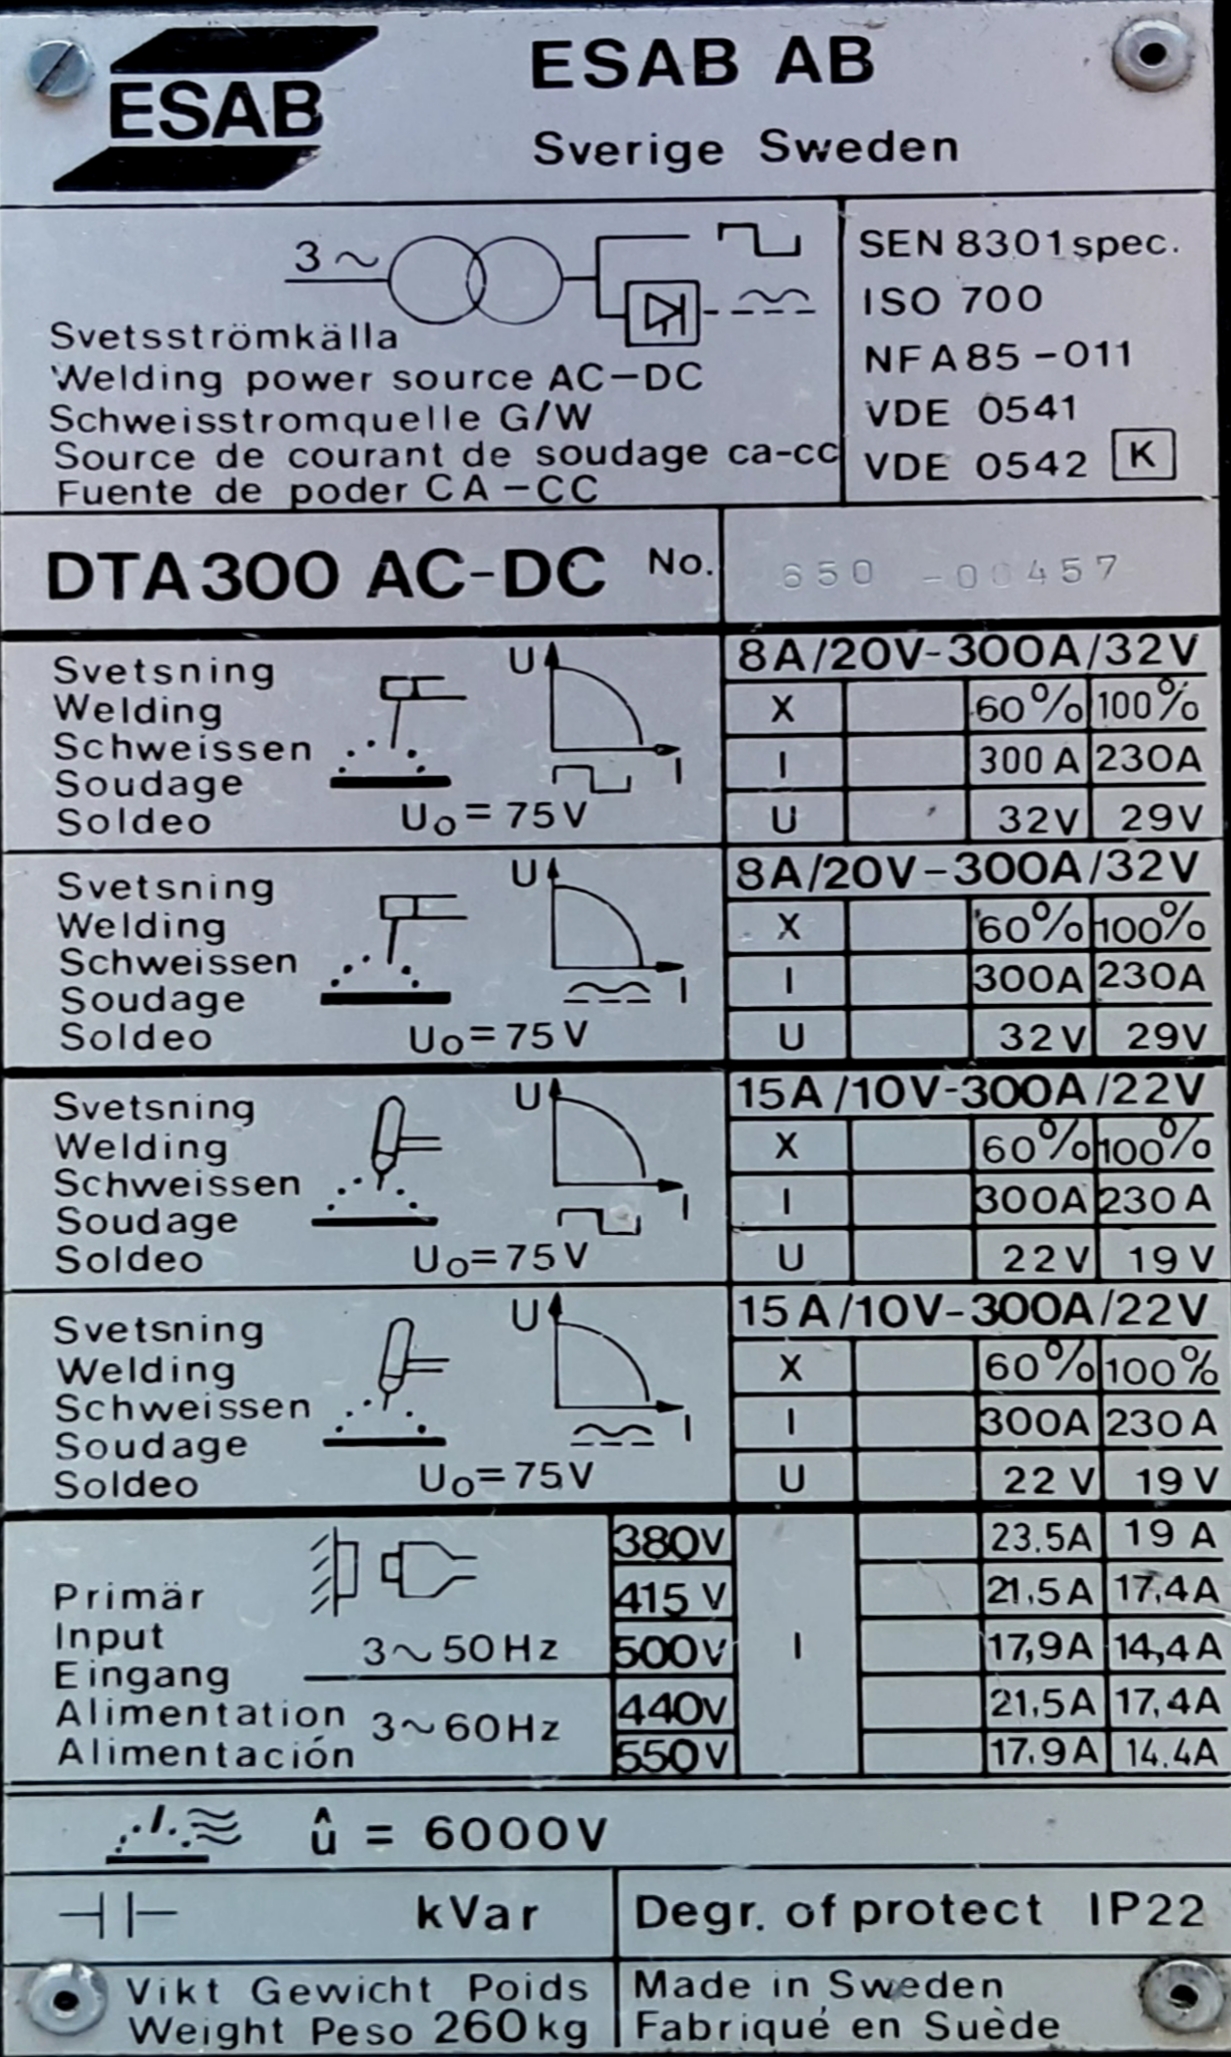 ESAB
ESAB AB
Sverige Sweden
3~
Svetsströmkälla
Welding power source AC-DC
Schweisstromquelle G/W
Source de courant de soudage ca-cc
Fuente de poder CA-CC
SEN 8301 spec.
ISO 700
NFA85-011
VDE 0541
VDE 0542 K
DTA 300 AC-DC No. 650 -00457
Svetsning
Welding
Schweissen
Soudage
Soldeo
U
I
U₀=75V
8A/20V-300A/32V
X 60% 100%
I 300A 230A
U 32V 29V
Svetsning
Welding
Schweissen
Soudage
Soldeo
U
I
U₀=75V
8A/20V-300A/32V
X 60% 100%
I 300A 230A
U 32V 29V
Svetsning
Welding
Schweissen
Soudage
Soldeo
U
I
U₀=75V
15A/10V-300A/22V
X 60% 100%
I 300A 230A
U 22V 19V
Svetsning
Welding
Schweissen
Soudage
Soldeo
U
I
U₀=75V
15A/10V-300A/22V
X 60% 100%
I 300A 230A
U 22V 19V
Primär
Input
Eingang
Alimentation
Alimentación
3~50Hz
3~60Hz
I
380V 23.5A 19A
415V 21.5A 17.4A
500V 17,9A 14,4A
440V 21.5A 17.4A
550V 17.9A 14.4A
û = 6000V
kVar
Degr. of protect IP22
Vikt Gewicht Poids
Weight Peso 260kg
Made in Sweden
Fabriqué en Suède